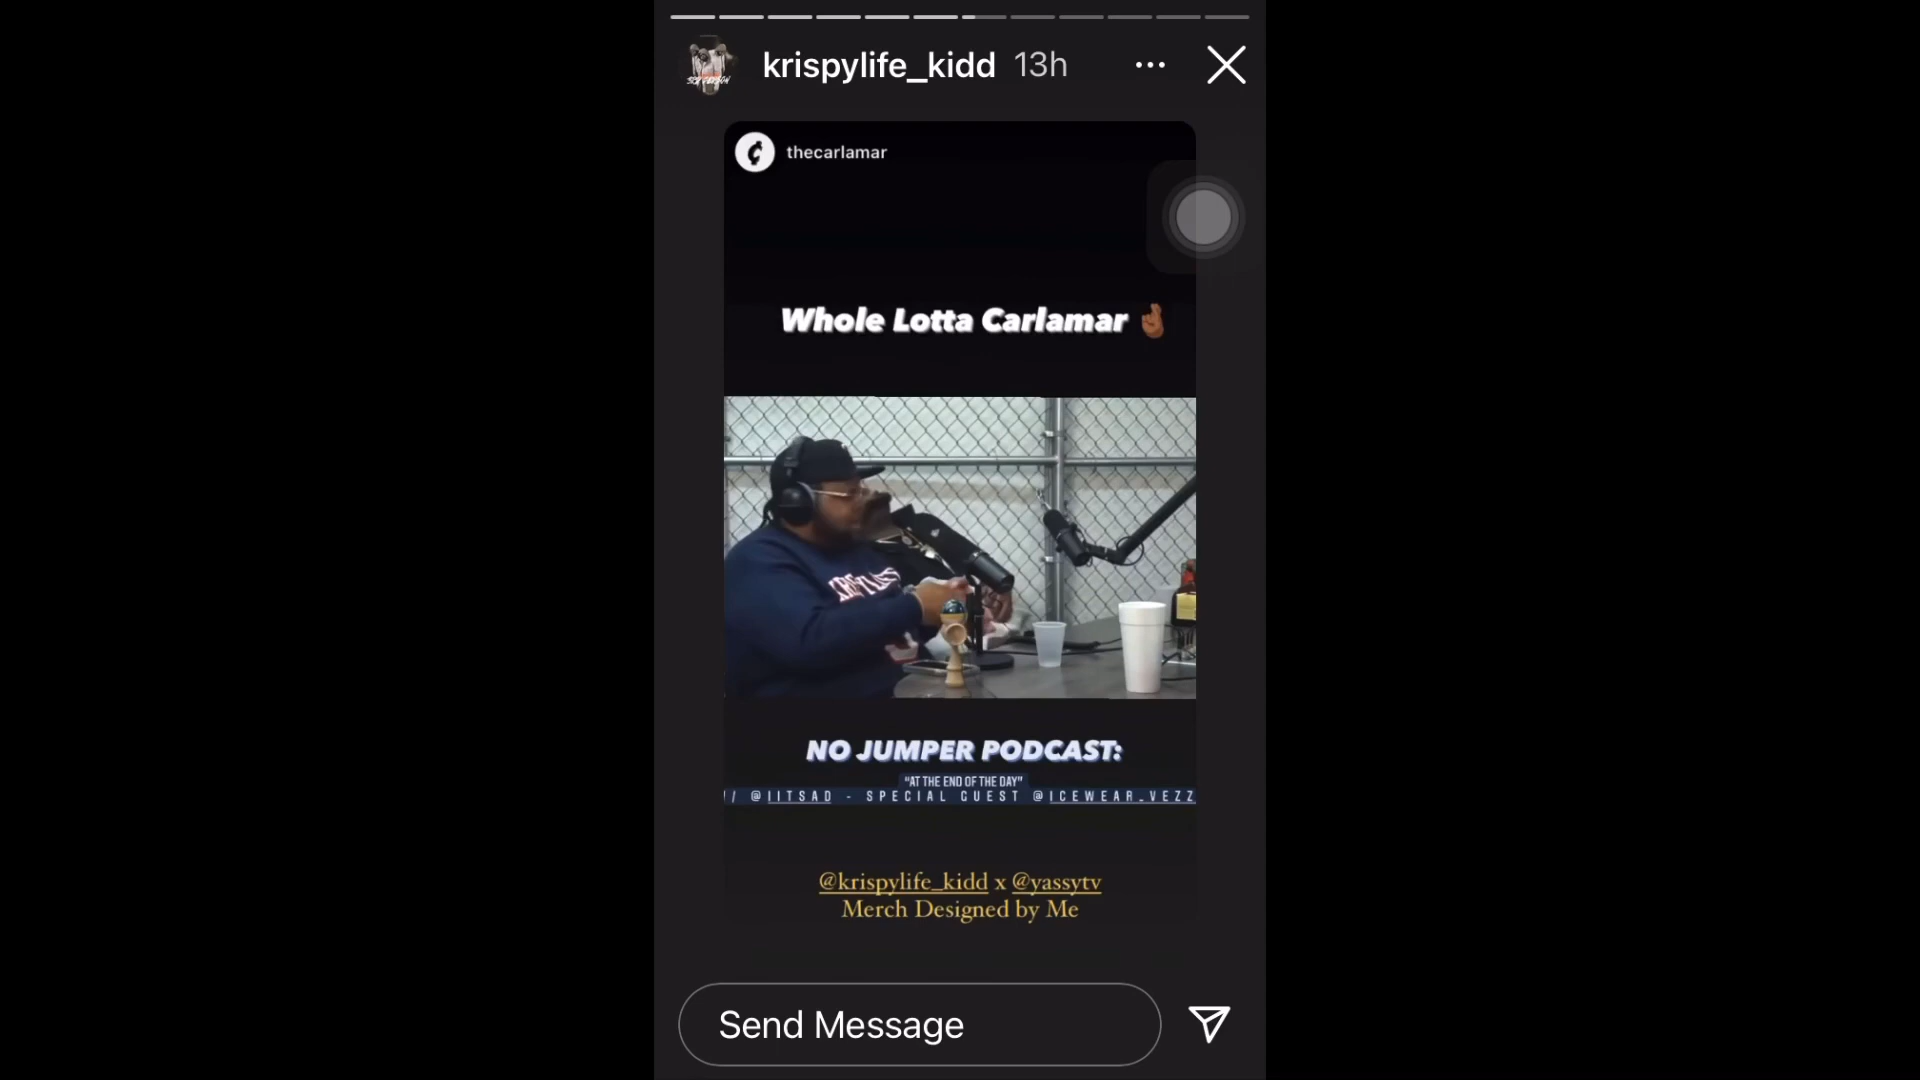 krispylife_kidd 13h
thecarlamar
Whole Lotta Carlamar 🤞🏾
NO JUMPER PODCAST:
"AT THE END OF THE DAY"
// @IITSAD - SPECIAL GUEST @ICEWEAR_VEZZ
@krispylife_kidd x @yassytv
Merch Designed by Me
Send Message